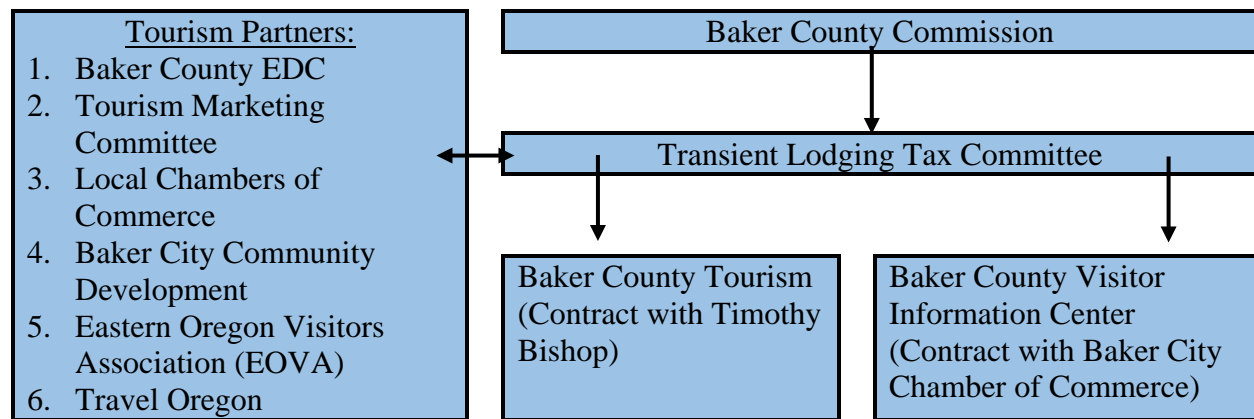 Tourism Partners:
1. Baker County EDC
2. Tourism Marketing
Committee
3. Local Chambers of
Commerce
4. Baker City Community
Development
5. Eastern Oregon Visitors
Association (EOVA)
6. Travel Oregon
Baker County Commission
Transient Lodging Tax Committee
Baker County Tourism
(Contract with Timothy
Bishop)
Baker County Visitor
Information Center
(Contract with Baker City
Chamber of Commerce)